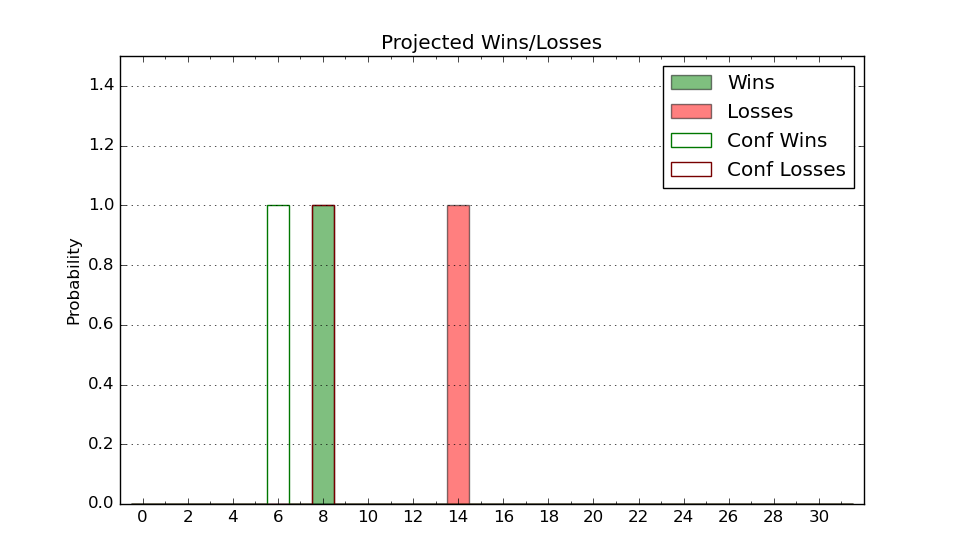 Projected Wins/Losses
Wins
Losses
Conf Wins
Conf Losses
Probability
1.4
1.2
1.0
0.8
0.6
0.4
0.2
0.0
0 2 4 6 8 10 12 14 16 18 20 22 24 26 28 30